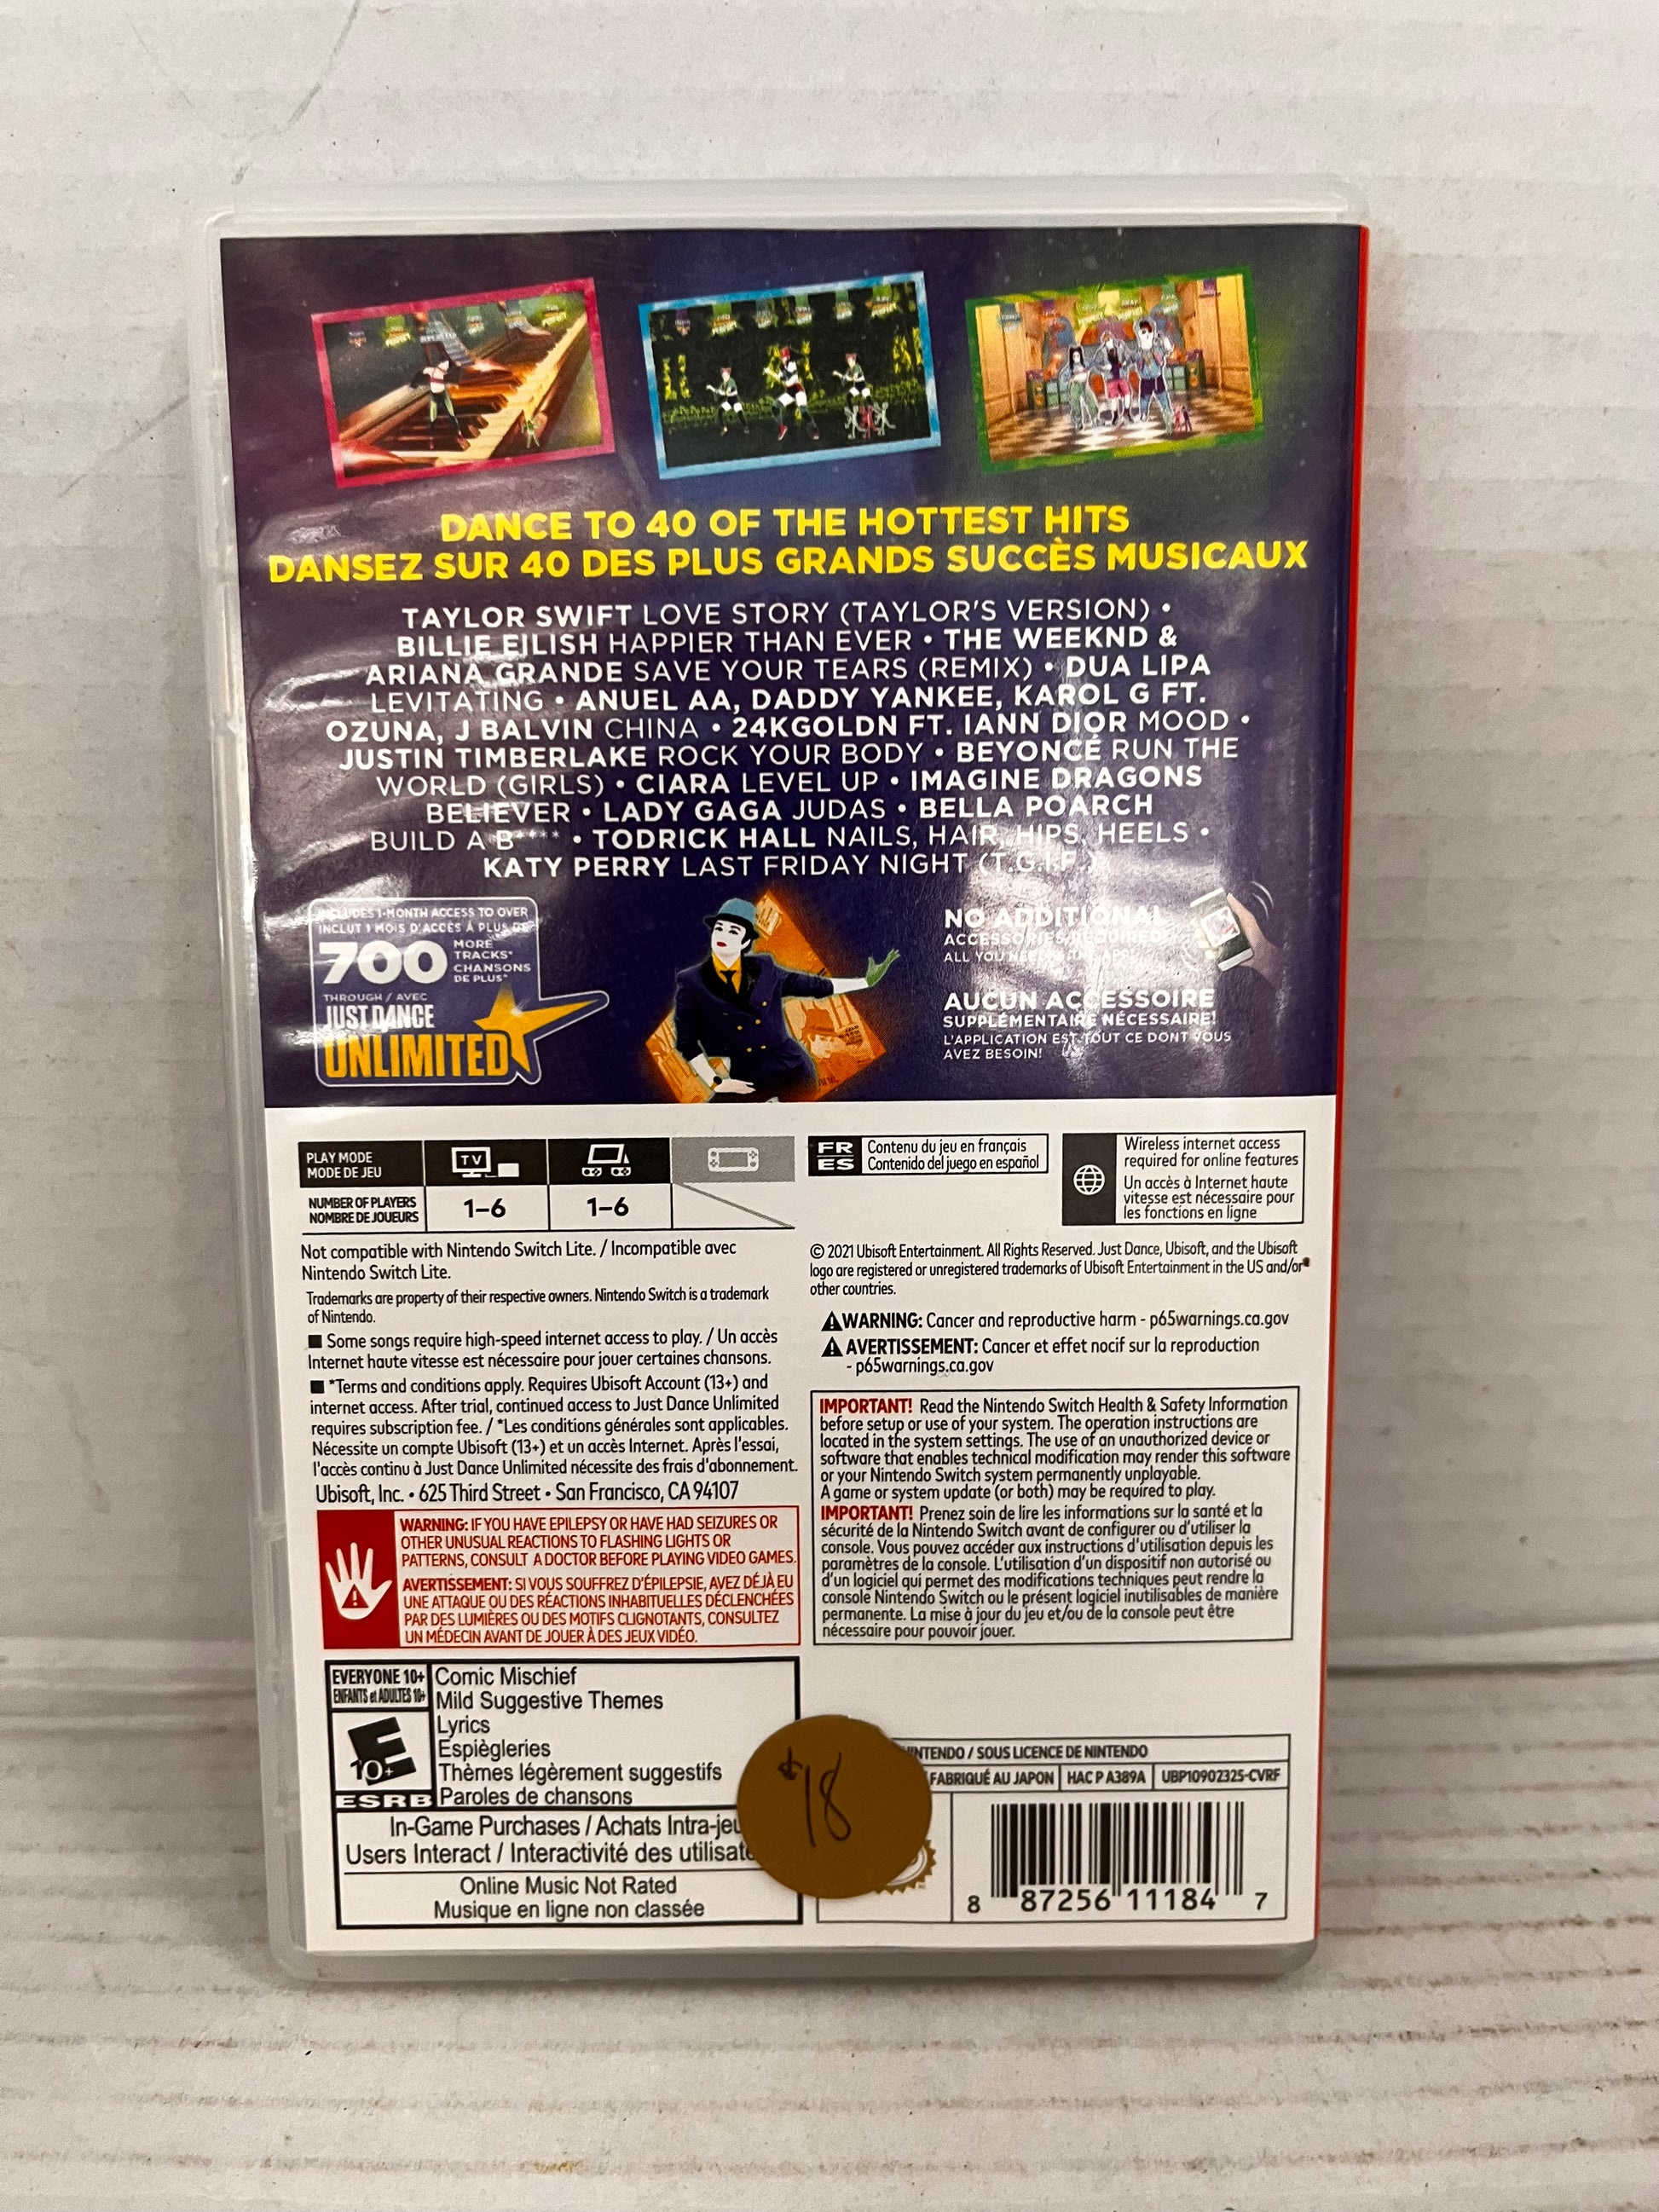 DANCE TO 40 OF THE HOTTEST HITS
DANSEZ SUR 40 DES PLUS GRANDS SUCCÈS MUSICAUX
TAYLOR SWIFT LOVE STORY (TAYLOR'S VERSION) •
BILLIE EILISH HAPPIER THAN EVER • THE WEEKND &
ARIANA GRANDE SAVE YOUR TEARS (REMIX) • DUA LIPA
LEVITATING • ANUEL AA, DADDY YANKEE, KAROL G FT.
OZUNA, J BALVIN CHINA • 24KGOLDN FT. IANN DIOR MOOD •
JUSTIN TIMBERLAKE ROCK YOUR BODY • BEYONCÉ RUN THE
WORLD (GIRLS) • CIARA LEVEL UP • IMAGINE DRAGONS
BELIEVER • LADY GAGA JUDAS • BELLA POARCH
BUILD A B**** • TODRICK HALL NAILS, HAIR, HIPS, HEELS •
KATY PERRY LAST FRIDAY NIGHT (T.G.I.F.)
INCLUDES 1-MONTH ACCESS TO OVER
INCLUT 1 MOIS D'ACCÈS À PLUS DE
700 MORE TRACKS*
CHANSONS DE PLUS*
THROUGH / AVEC
JUST DANCE
UNLIMITED
NO ADDITIONAL
ACCESSORIES REQUIRED!
ALL YOU NEED
AUCUN ACCESSOIRE
SUPPLÉMENTAIRE NÉCESSAIRE!
L'APPLICATION EST TOUT CE DONT VOUS
AVEZ BESOIN!
PLAY MODE
MODE DE JEU
TV
NUMBER OF PLAYERS
NOMBRE DE JOUEURS
1–6
1–6
FR Contenu du jeu en français
ES Contenido del juego en español
Wireless internet access
required for online features
Un accès à Internet haute
vitesse est nécessaire pour
les fonctions en ligne
Not compatible with Nintendo Switch Lite. / Incompatible avec
Nintendo Switch Lite.
Trademarks are property of their respective owners. Nintendo Switch is a trademark
of Nintendo.
■ Some songs require high-speed internet access to play. / Un accès
Internet haute vitesse est nécessaire pour jouer certaines chansons.
■ *Terms and conditions apply. Requires Ubisoft Account (13+) and
internet access. After trial, continued access to Just Dance Unlimited
requires subscription fee. / *Les conditions générales sont applicables.
Nécessite un compte Ubisoft (13+) et un accès Internet. Après l'essai,
l'accès continu à Just Dance Unlimited nécessite des frais d'abonnement.
Ubisoft, Inc. • 625 Third Street • San Francisco, CA 94107
© 2021 Ubisoft Entertainment. All Rights Reserved. Just Dance, Ubisoft, and the Ubisoft
logo are registered or unregistered trademarks of Ubisoft Entertainment in the US and/or
other countries.
⚠WARNING: Cancer and reproductive harm - p65warnings.ca.gov
⚠AVERTISSEMENT: Cancer et effet nocif sur la reproduction
- p65warnings.ca.gov
WARNING: IF YOU HAVE EPILEPSY OR HAVE HAD SEIZURES OR
OTHER UNUSUAL REACTIONS TO FLASHING LIGHTS OR
PATTERNS, CONSULT A DOCTOR BEFORE PLAYING VIDEO GAMES.
AVERTISSEMENT: SI VOUS SOUFFREZ D'ÉPILEPSIE, AVEZ DÉJÀ EU
UNE ATTAQUE OU DES RÉACTIONS INHABITUELLES DÉCLENCHÉES
PAR DES LUMIÈRES OU DES MOTIFS CLIGNOTANTS, CONSULTEZ
UN MÉDECIN AVANT DE JOUER À DES JEUX VIDÉO.
IMPORTANT! Read the Nintendo Switch Health & Safety Information
before setup or use of your system. The operation instructions are
located in the system settings. The use of an unauthorized device or
software that enables technical modification may render this software
or your Nintendo Switch system permanently unplayable.
A game or system update (or both) may be required to play.
IMPORTANT! Prenez soin de lire les informations sur la santé et la
sécurité de la Nintendo Switch avant de configurer ou d'utiliser la
console. Vous pouvez accéder aux instructions d'utilisation depuis les
paramètres de la console. L'utilisation d'un dispositif non autorisé ou
d'un logiciel qui permet des modifications techniques peut rendre la
console Nintendo Switch ou le présent logiciel inutilisables de manière
permanente. La mise à jour du jeu et/ou de la console peut être
nécessaire pour pouvoir jouer.
EVERYONE 10+
ENFANTS et ADULTES 10+
E
10+
ESRB
Comic Mischief
Mild Suggestive Themes
Lyrics
Espiègleries
Thèmes légèrement suggestifs
Paroles de chansons
In-Game Purchases / Achats Intra-jeu
Users Interact / Interactivité des
Online Music Not Rated
Musique en ligne non classée
$18
NINTENDO / SOUS LICENCE DE NINTENDO
FABRIQUÉ AU JAPON
HAC P A389A
UBP10902325-CVRF
8 87256 11184 7